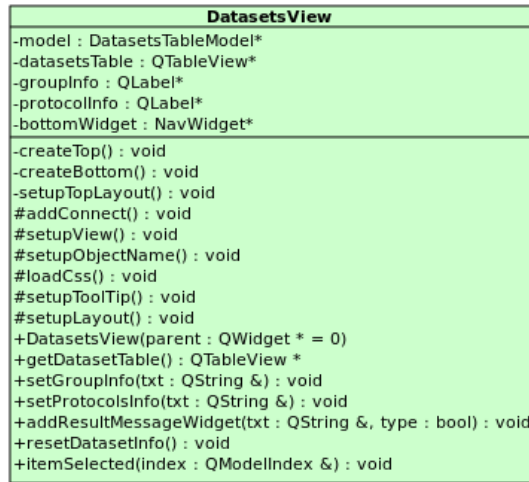 DatasetsView
-model : DatasetsTableModel*
-datasetsTable : QTableView*
-groupInfo : QLabel*
-protocolInfo : QLabel*
-bottomWidget : NavWidget*
-createTop() : void
-createBottom() : void
-setupTopLayout() : void
#addConnect() : void
#setupView() : void
#setupObjectName() : void
#loadCss() : void
#setupToolTip() : void
#setupLayout() : void
+DatasetsView(parent : QWidget * = 0)
+getDatasetTable() : QTableView *
+setGroupInfo(txt : QString &) : void
+setProtocolsInfo(txt : QString &) : void
+addResultMessageWidget(txt : QString &, type : bool) : void
+resetDatasetInfo() : void
+itemSelected(index : QModelIndex &) : void